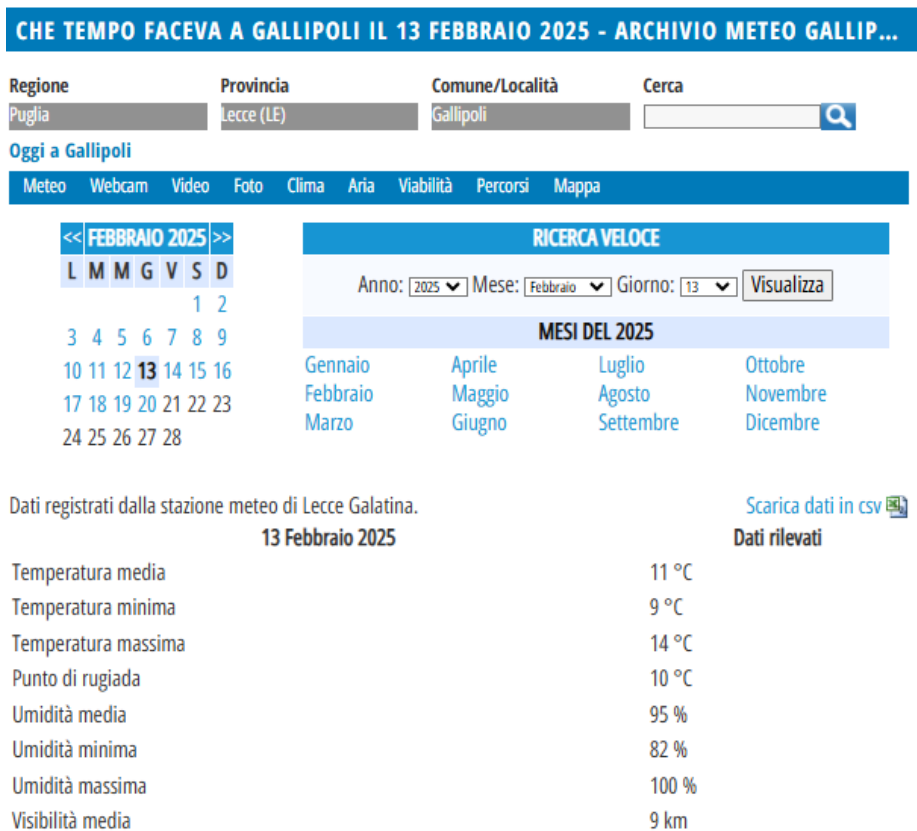 CHE TEMPO FACEVA A GALLIPOLI IL 13 FEBBRAIO 2025 - ARCHIVIO METEO GALLIP...
Regione Provincia Comune/Località Cerca
Puglia Lecce (LE) Gallipoli
Oggi a Gallipoli
Meteo Webcam Video Foto Clima Aria Viabilità Percorsi Mappa
<< FEBBRAIO 2025 >>
L M M G V S D
1 2
3 4 5 6 7 8 9
10 11 12 13 14 15 16
17 18 19 20 21 22 23
24 25 26 27 28
RICERCA VELOCE
Anno: 2025 Mese: Febbraio Giorno: 13 Visualizza
MESI DEL 2025
Gennaio Aprile Luglio Ottobre
Febbraio Maggio Agosto Novembre
Marzo Giugno Settembre Dicembre
Dati registrati dalla stazione meteo di Lecce Galatina. Scarica dati in csv
13 Febbraio 2025 Dati rilevati
Temperatura media 11 °C
Temperatura minima 9 °C
Temperatura massima 14 °C
Punto di rugiada 10 °C
Umidità media 95 %
Umidità minima 82 %
Umidità massima 100 %
Visibilità media 9 km